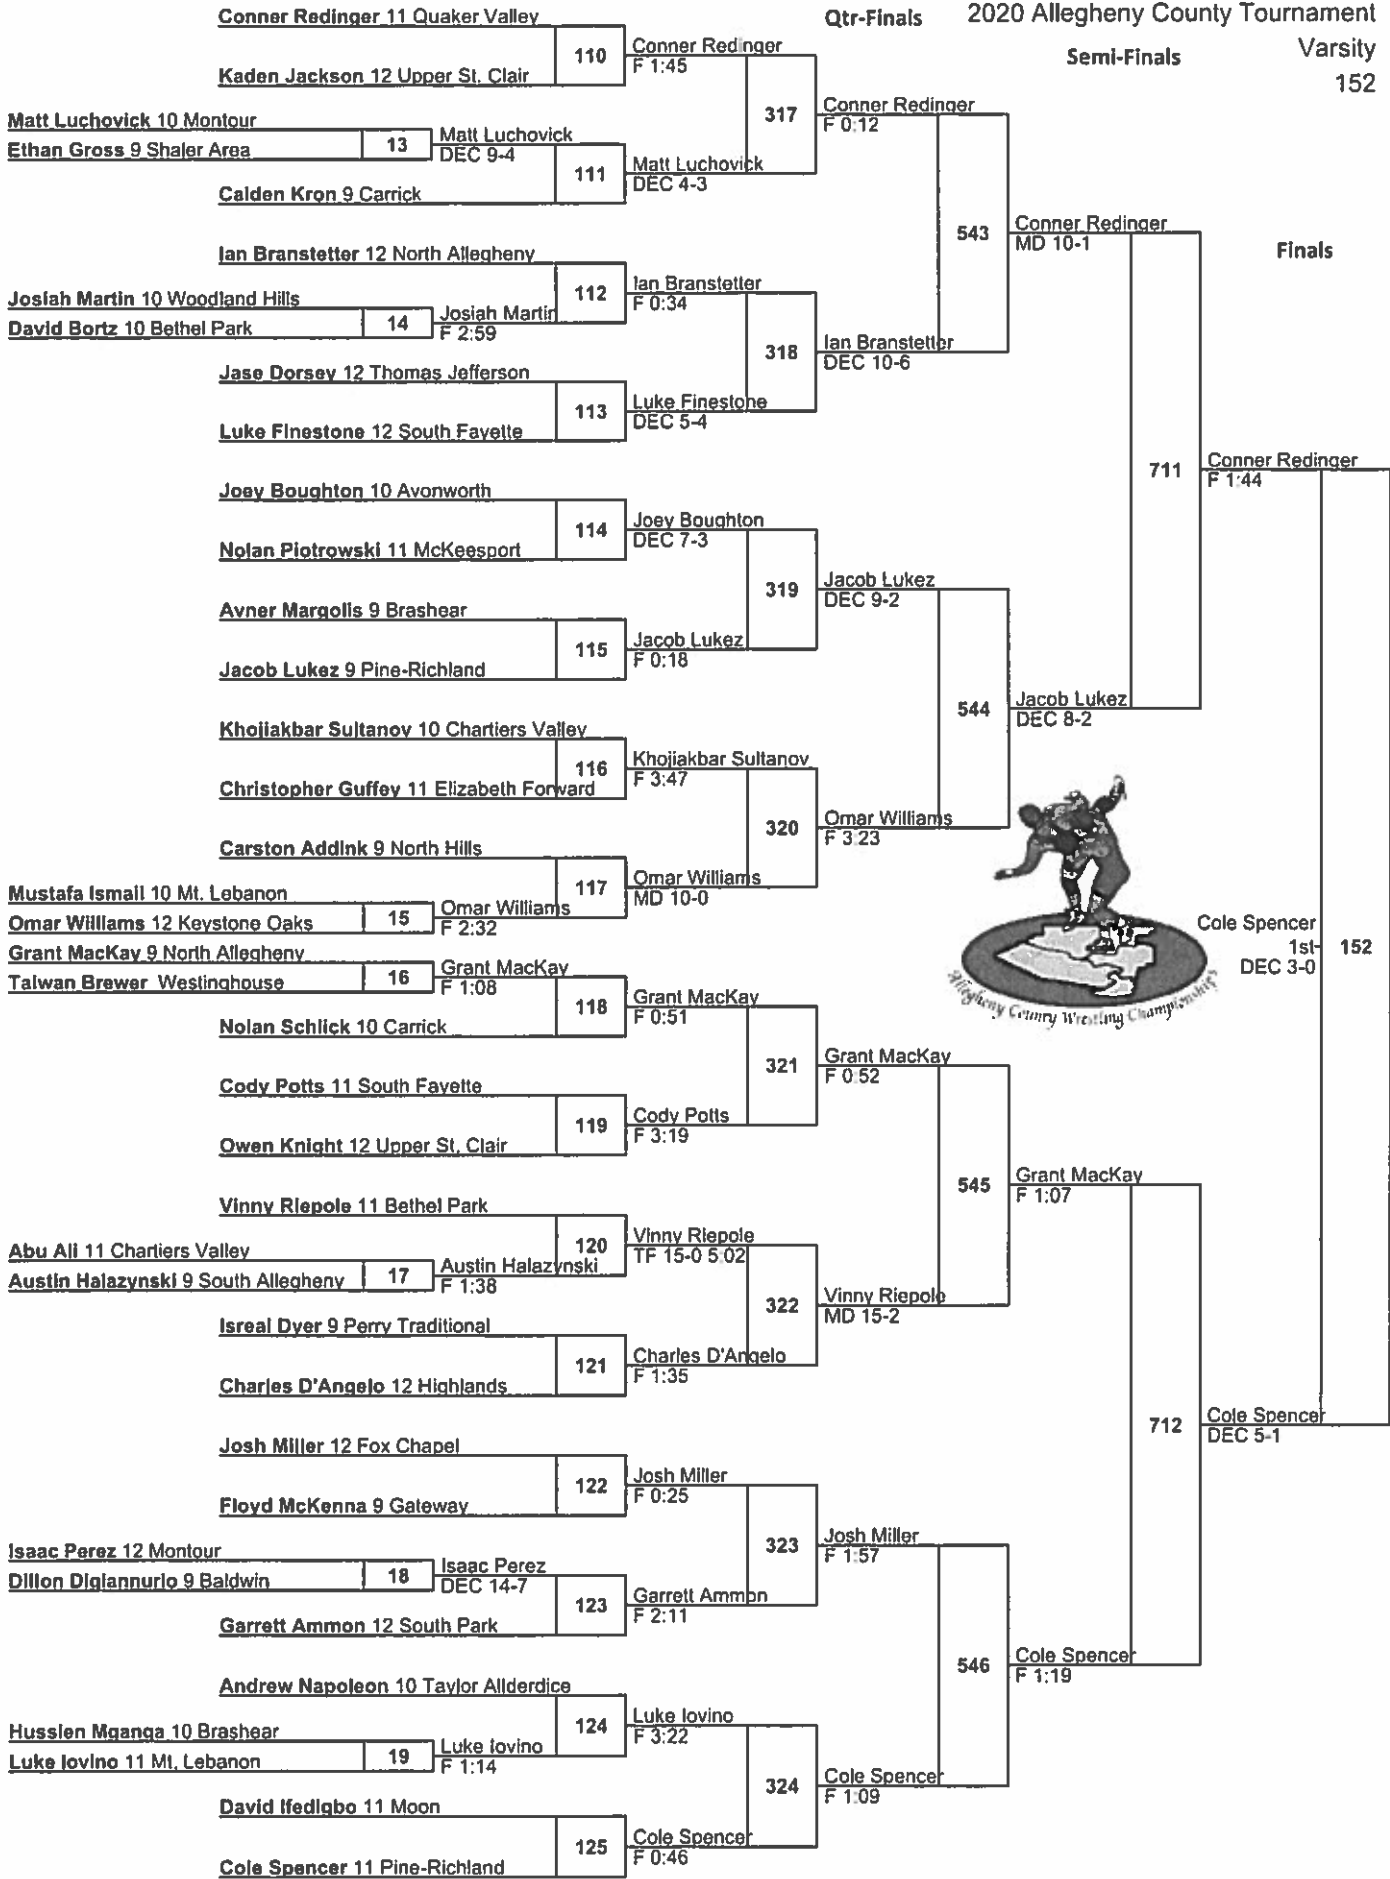 Qtr-Finals
2020 Allegheny County Tournament
Semi-Finals
Varsity
152
Finals
Conner Redinger 11 Quaker Valley
110
Conner Redinger
F 1:45
Kaden Jackson 12 Upper St. Clair
317
Conner Redinger
F 0:12
Matt Luchovick 10 Montour
13
Matt Luchovick
DEC 9-4
Ethan Gross 9 Shaler Area
111
Matt Luchovick
DEC 4-3
Calden Kron 9 Carrick
543
Conner Redinger
MD 10-1
Ian Branstetter 12 North Allegheny
112
Ian Branstetter
F 0:34
Josiah Martin 10 Woodland Hills
14
Josiah Martin
F 2:59
David Bortz 10 Bethel Park
318
Ian Branstetter
DEC 10-6
Jase Dorsey 12 Thomas Jefferson
113
Luke Finestone
DEC 5-4
Luke Finestone 12 South Fayette
711
Conner Redinger
F 1:44
Joey Boughton 10 Avonworth
114
Joey Boughton
DEC 7-3
Nolan Piotrowski 11 McKeesport
319
Jacob Lukez
DEC 9-2
Avner Margolis 9 Brashear
115
Jacob Lukez
F 0:18
Jacob Lukez 9 Pine-Richland
544
Jacob Lukez
DEC 8-2
Khojiakbar Sultanov 10 Chartiers Valley
116
Khojiakbar Sultanov
F 3:47
Christopher Guffey 11 Elizabeth Forward
320
Omar Williams
F 3:23
Carston Addink 9 North Hills
117
Omar Williams
MD 10-0
Mustafa Ismail 10 Mt. Lebanon
15
Omar Williams
F 2:32
Omar Williams 12 Keystone Oaks
Cole Spencer
1st
DEC 3-0
152
Allegheny County Wrestling Championships
Grant MacKay 9 North Allegheny
16
Grant MacKay
F 1:08
Talwan Brewer Westinghouse
118
Grant MacKay
F 0:51
Nolan Schlick 10 Carrick
321
Grant MacKay
F 0:52
Cody Potts 11 South Fayette
119
Cody Potts
F 3:19
Owen Knight 12 Upper St. Clair
545
Grant MacKay
F 1:07
Vinny Riepole 11 Bethel Park
120
Vinny Riepole
TF 15-0 5:02
Abu Ali 11 Chartiers Valley
17
Austin Halazynski
F 1:38
Austin Halazynski 9 South Allegheny
322
Vinny Riepole
MD 15-2
Isreal Dyer 9 Perry Traditional
121
Charles D'Angelo
F 1:35
Charles D'Angelo 12 Highlands
712
Cole Spencer
DEC 5-1
Josh Miller 12 Fox Chapel
122
Josh Miller
F 0:25
Floyd McKenna 9 Gateway
323
Josh Miller
F 1:57
Isaac Perez 12 Montour
18
Isaac Perez
DEC 14-7
Dillon Digiannurio 9 Baldwin
123
Garrett Ammon
F 2:11
Garrett Ammon 12 South Park
546
Cole Spencer
F 1:19
Andrew Napoleon 10 Taylor Allderdice
124
Luke Iovino
F 3:22
Hussien Mganga 10 Brashear
19
Luke Iovino
F 1:14
Luke Iovino 11 Mt. Lebanon
324
Cole Spencer
F 1:09
David Ifedigbo 11 Moon
125
Cole Spencer
F 0:46
Cole Spencer 11 Pine-Richland